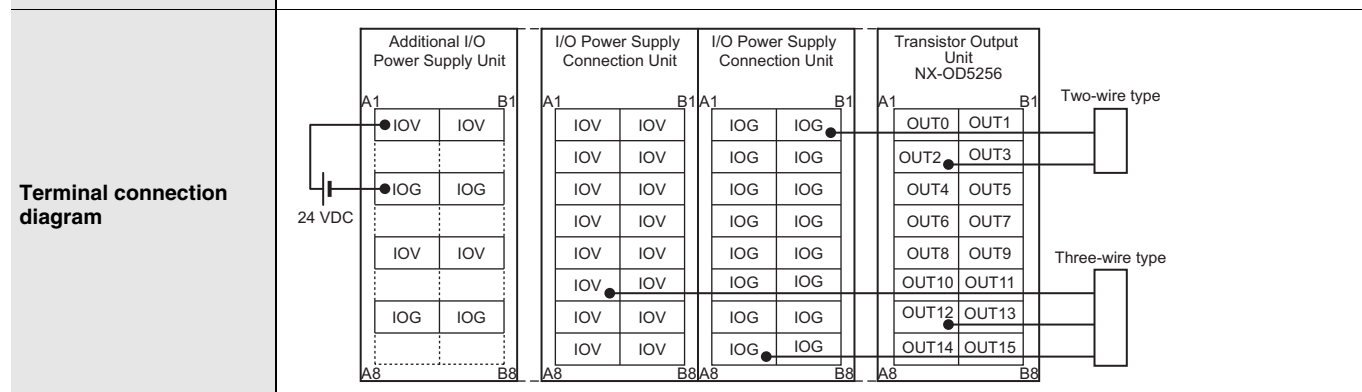 Terminal connection
diagram
Additional I/O
Power Supply Unit
I/O Power Supply
Connection Unit
I/O Power Supply
Connection Unit
Transistor Output
Unit
NX-OD5256
A1 B1 A1 B1 A1 B1 A1 B1
Two-wire type
IOV IOV IOV IOV IOG IOG OUT0 OUT1
IOV IOV IOG IOG OUT2 OUT3
IOG IOG IOV IOV IOG IOG OUT4 OUT5
24 VDC
IOV IOV IOG IOG OUT6 OUT7
IOV IOV IOV IOV IOG IOG OUT8 OUT9
Three-wire type
IOV IOV IOG IOG OUT10 OUT11
IOG IOG IOV IOV IOG IOG OUT12 OUT13
IOV IOV IOG IOG OUT14 OUT15
A8 B8 A8 B8 A8 B8 A8 B8